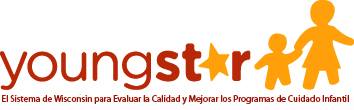 youngstar
El Sistema de Wisconsin para Evaluar la Calidad y Mejorar los Programas de Cuidado Infantil